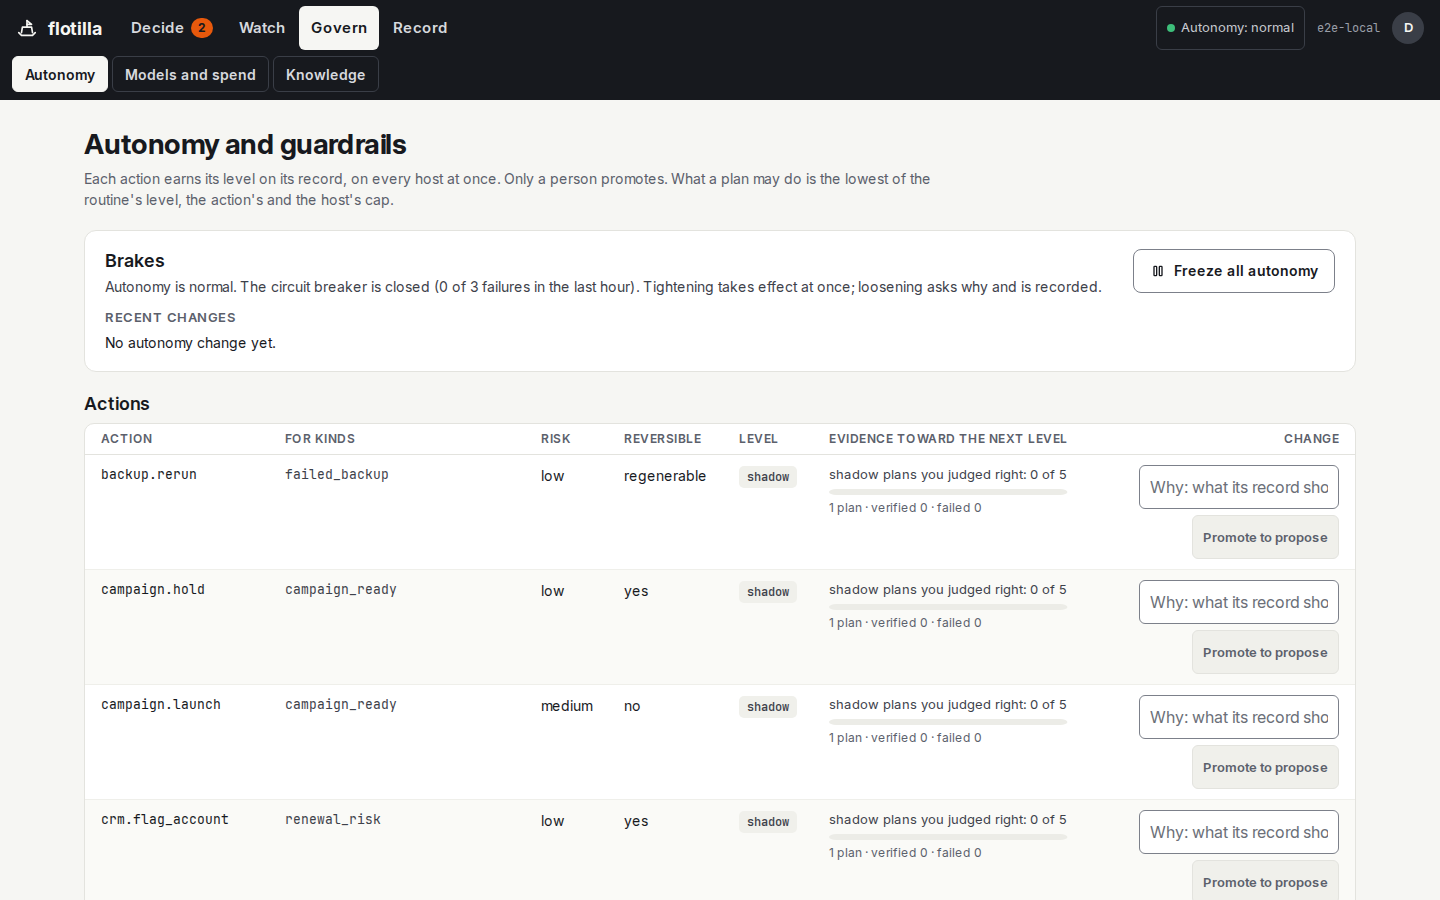 flotilla
Decide 2
Watch
Govern
Record
Autonomy: normal
e2e-local
D
Autonomy
Models and spend
Knowledge
Autonomy and guardrails
Each action earns its level on its record, on every host at once. Only a person promotes. What a plan may do is the lowest of the
routine's level, the action's and the host's cap.
Brakes
Autonomy is normal. The circuit breaker is closed (0 of 3 failures in the last hour). Tightening takes effect at once; loosening asks why and is recorded.
Freeze all autonomy
RECENT CHANGES
No autonomy change yet.
Actions
ACTION FOR KINDS RISK REVERSIBLE LEVEL EVIDENCE TOWARD THE NEXT LEVEL CHANGE
backup.rerun failed_backup low regenerable shadow shadow plans you judged right: 0 of 5
1 plan · verified 0 · failed 0
Why: what its record sho
Promote to propose
campaign.hold campaign_ready low yes shadow shadow plans you judged right: 0 of 5
1 plan · verified 0 · failed 0
Why: what its record sho
Promote to propose
campaign.launch campaign_ready medium no shadow shadow plans you judged right: 0 of 5
1 plan · verified 0 · failed 0
Why: what its record sho
Promote to propose
crm.flag_account renewal_risk low yes shadow shadow plans you judged right: 0 of 5
1 plan · verified 0 · failed 0
Why: what its record sho
Promote to propose